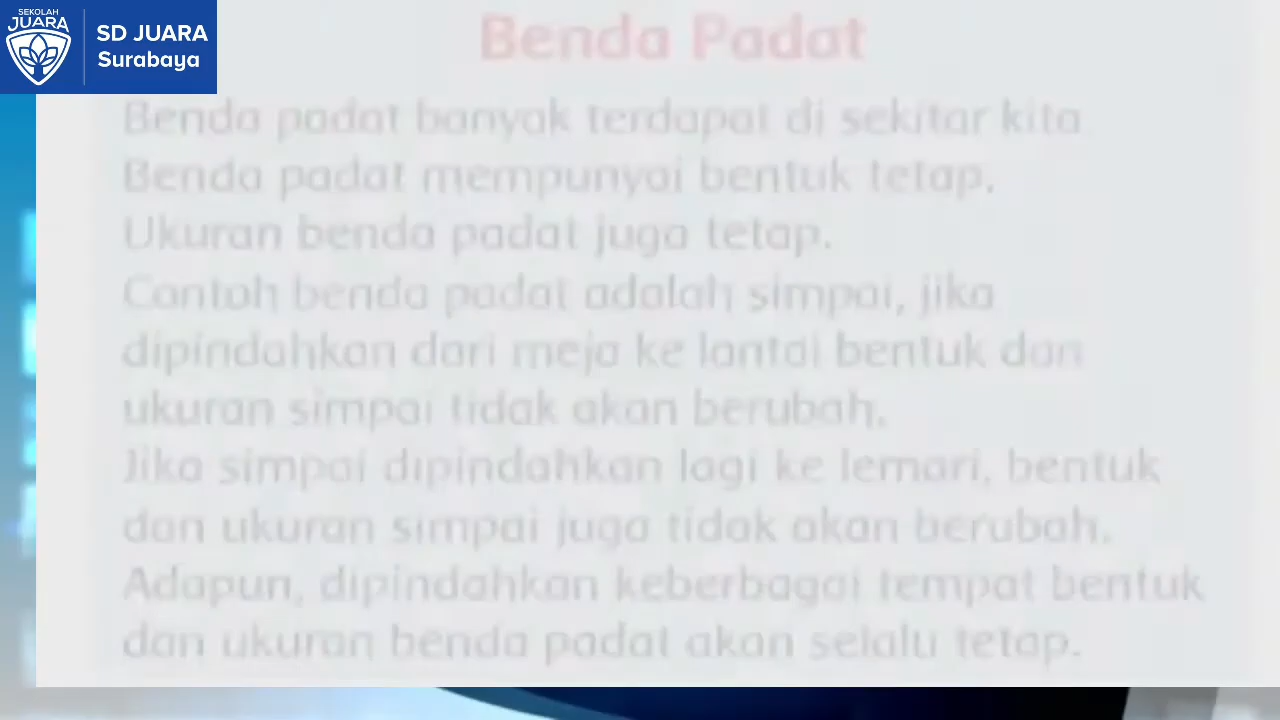 SEKOLAH
JUARA
SD JUARA
Surabaya
Benda Padat
Benda padat banyak terdapat di sekitar kita
Benda padat mempunyai bentuk tetap.
Ukuran benda padat juga tetap.
Contoh benda padat adalah simpai, jika
dipindahkan dari meja ke lantai bentuk dan
ukuran simpai tidak akan berubah.
Jika simpai dipindahkan lagi ke lemari, bentuk
dan ukuran simpai juga tidak akan berubah.
Adapun, dipindahkan keberbagai tempat bentuk
dan ukuran benda padat akan selalu tetap.